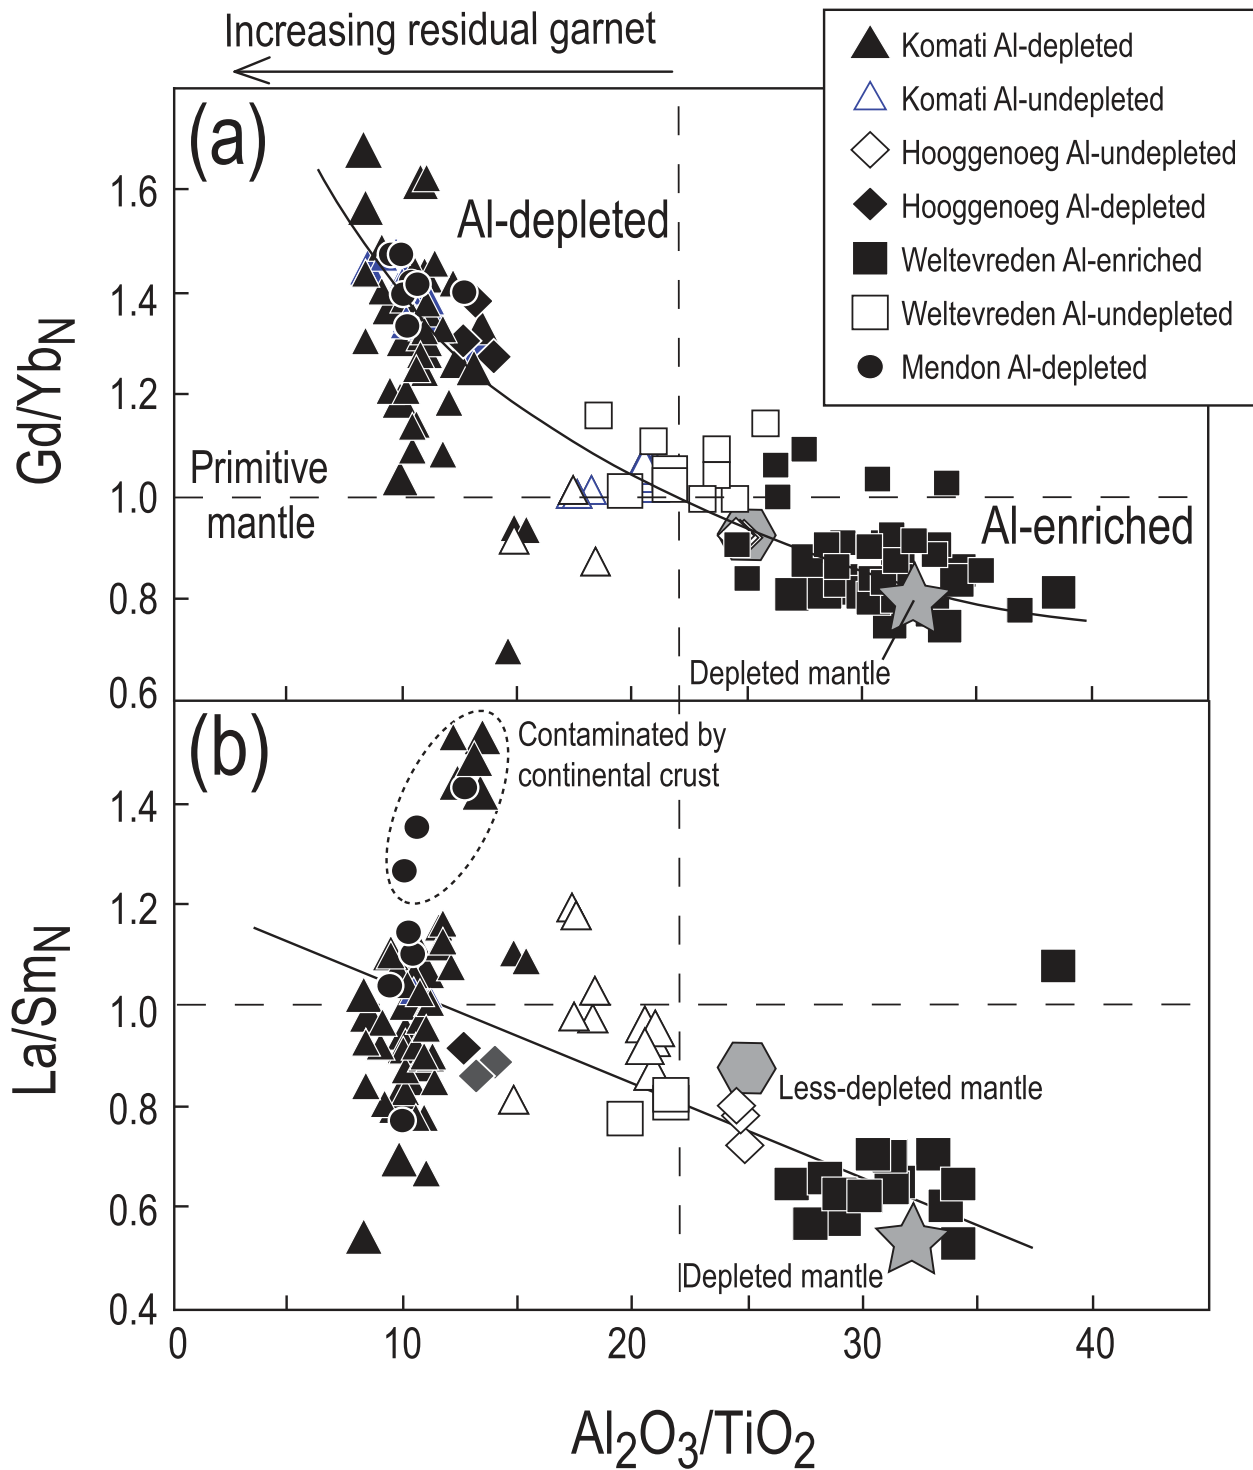 Increasing residual garnet
Komati Al-depleted
Komati Al-undepleted
Hooggenoeg Al-undepleted
Hooggenoeg Al-depleted
Weltevreden Al-enriched
Weltevreden Al-undepleted
Mendon Al-depleted
(a)
Al-depleted
1.6
1.4
1.2
1.0
0.8
0.6
Gd/Yb_N
Primitive
mantle
Al-enriched
Depleted mantle
(b)
Contaminated by
continental crust
1.4
1.2
1.0
0.8
0.6
0.4
La/Sm_N
Less-depleted mantle
Depleted mantle
0 10 20 30 40
Al₂O₃/TiO₂